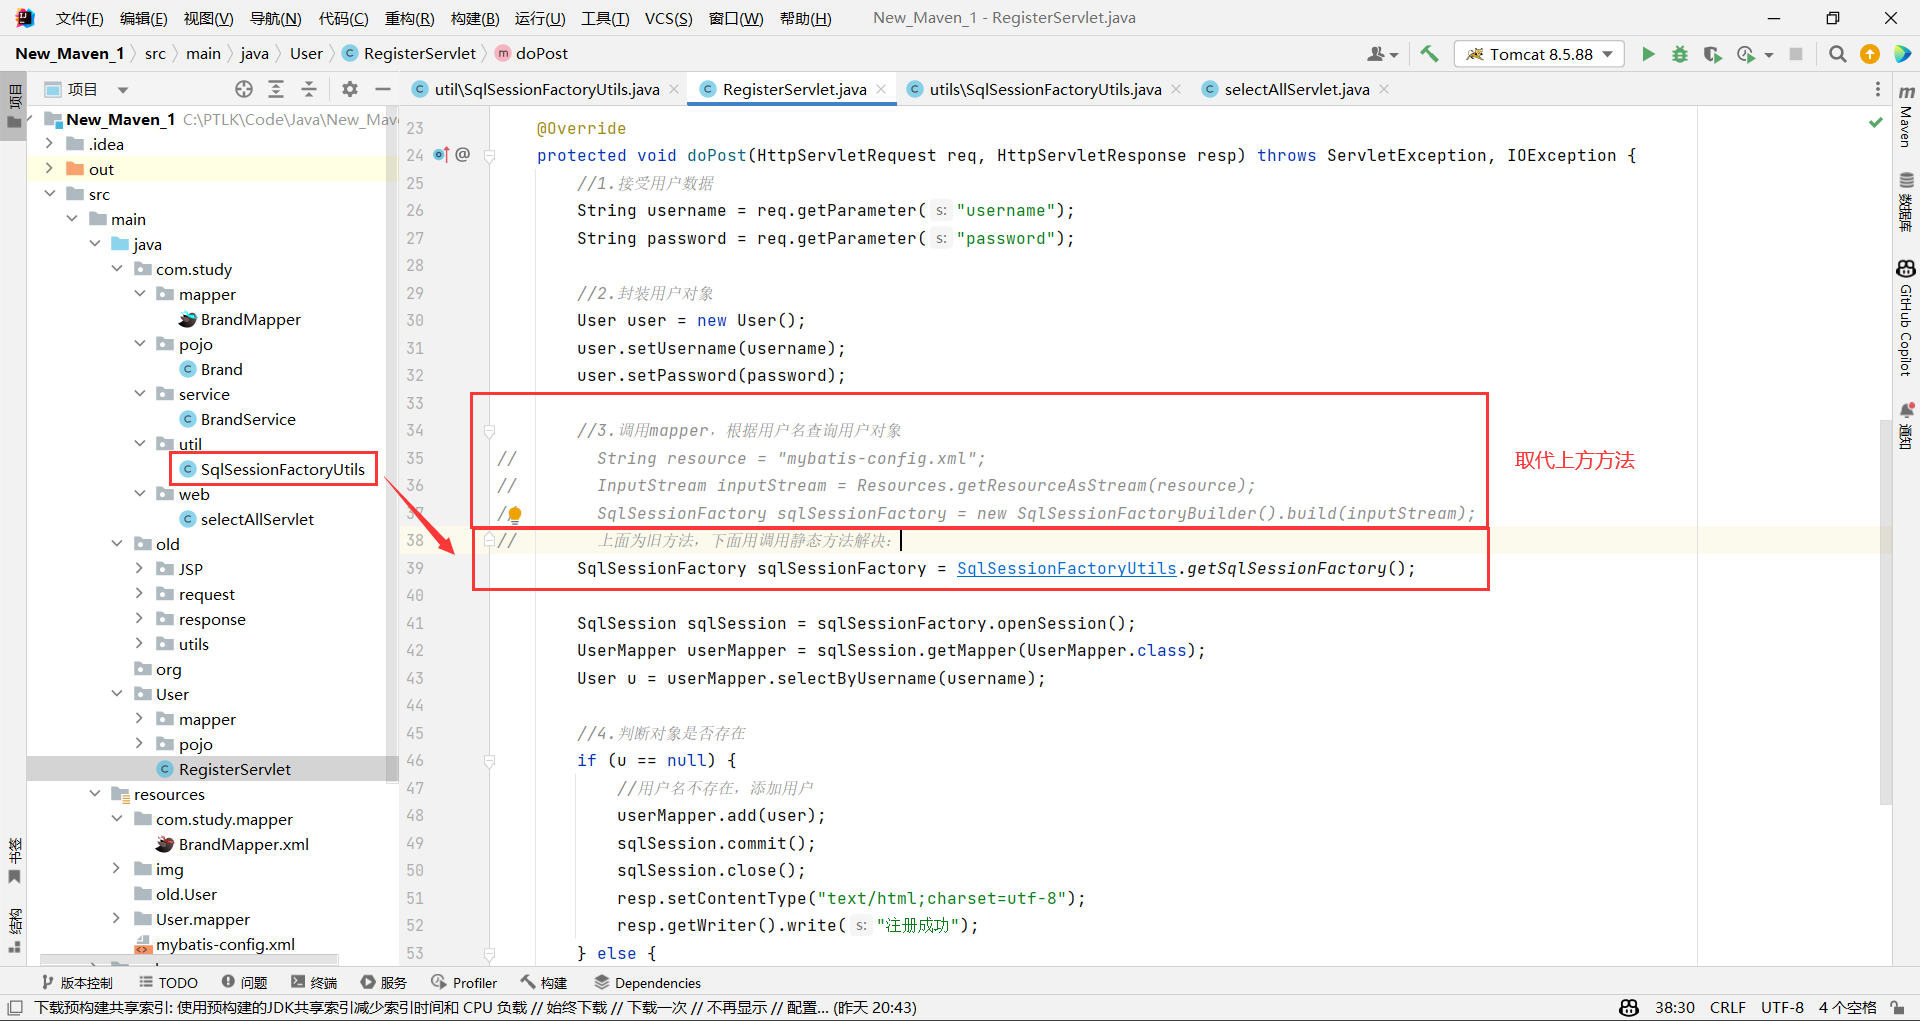 文件(F) 编辑(E) 视图(V) 导航(N) 代码(C) 重构(R) 构建(B) 运行(U) 工具(T) VCS(S) 窗口(W) 帮助(H) New_Maven_1 - RegisterServlet.java
New_Maven_1 src main java User RegisterServlet doPost Tomcat 8.5.88
项目 util\SqlSessionFactoryUtils.java RegisterServlet.java utils\SqlSessionFactoryUtils.java selectAllServlet.java
项目
New_Maven_1 C:\PTLK\Code\Java\New_Mav
.idea
out
src
main
java
com.study
mapper
BrandMapper
pojo
Brand
service
BrandService
util
SqlSessionFactoryUtils
web
selectAllServlet
old
JSP
request
response
utils
org
User
mapper
pojo
RegisterServlet
resources
com.study.mapper
BrandMapper.xml
img
old.User
User.mapper
mybatis-config.xml
书签
结构
23 @Override
24 @ protected void doPost(HttpServletRequest req, HttpServletResponse resp) throws ServletException, IOException {
25 //1.接受用户数据
26 String username = req.getParameter( s: "username");
27 String password = req.getParameter( s: "password");
28
29 //2.封装用户对象
30 User user = new User();
31 user.setUsername(username);
32 user.setPassword(password);
33
34 //3.调用mapper, 根据用户名查询用户对象
35 // String resource = "mybatis-config.xml";
36 // InputStream inputStream = Resources.getResourceAsStream(resource);
37 // SqlSessionFactory sqlSessionFactory = new SqlSessionFactoryBuilder().build(inputStream);
38 // 上面为旧方法, 下面用调用静态方法解决:
39 SqlSessionFactory sqlSessionFactory = SqlSessionFactoryUtils.getSqlSessionFactory();
40
41 SqlSession sqlSession = sqlSessionFactory.openSession();
42 UserMapper userMapper = sqlSession.getMapper(UserMapper.class);
43 User u = userMapper.selectByUsername(username);
44
45 //4.判断对象是否存在
46 if (u == null) {
47 //用户名不存在, 添加用户
48 userMapper.add(user);
49 sqlSession.commit();
50 sqlSession.close();
51 resp.setContentType("text/html;charset=utf-8");
52 resp.getWriter().write( s: "注册成功");
53 } else {
取代上方方法
Maven
数据库
GitHub Copilot
通知
版本控制 TODO 问题 终端 服务 Profiler 构建 Dependencies
下载预构建共享索引: 使用预构建的JDK共享索引减少索引时间和 CPU 负载 // 始终下载 // 下载一次 // 不再显示 // 配置... (昨天 20:43) 38:30 CRLF UTF-8 4 个空格